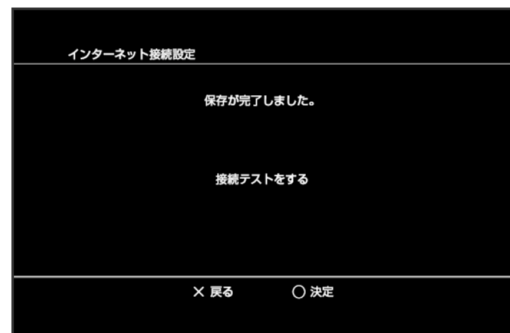 インターネット接続設定
保存が完了しました。
接続テストをする
✕ 戻る ○ 決定